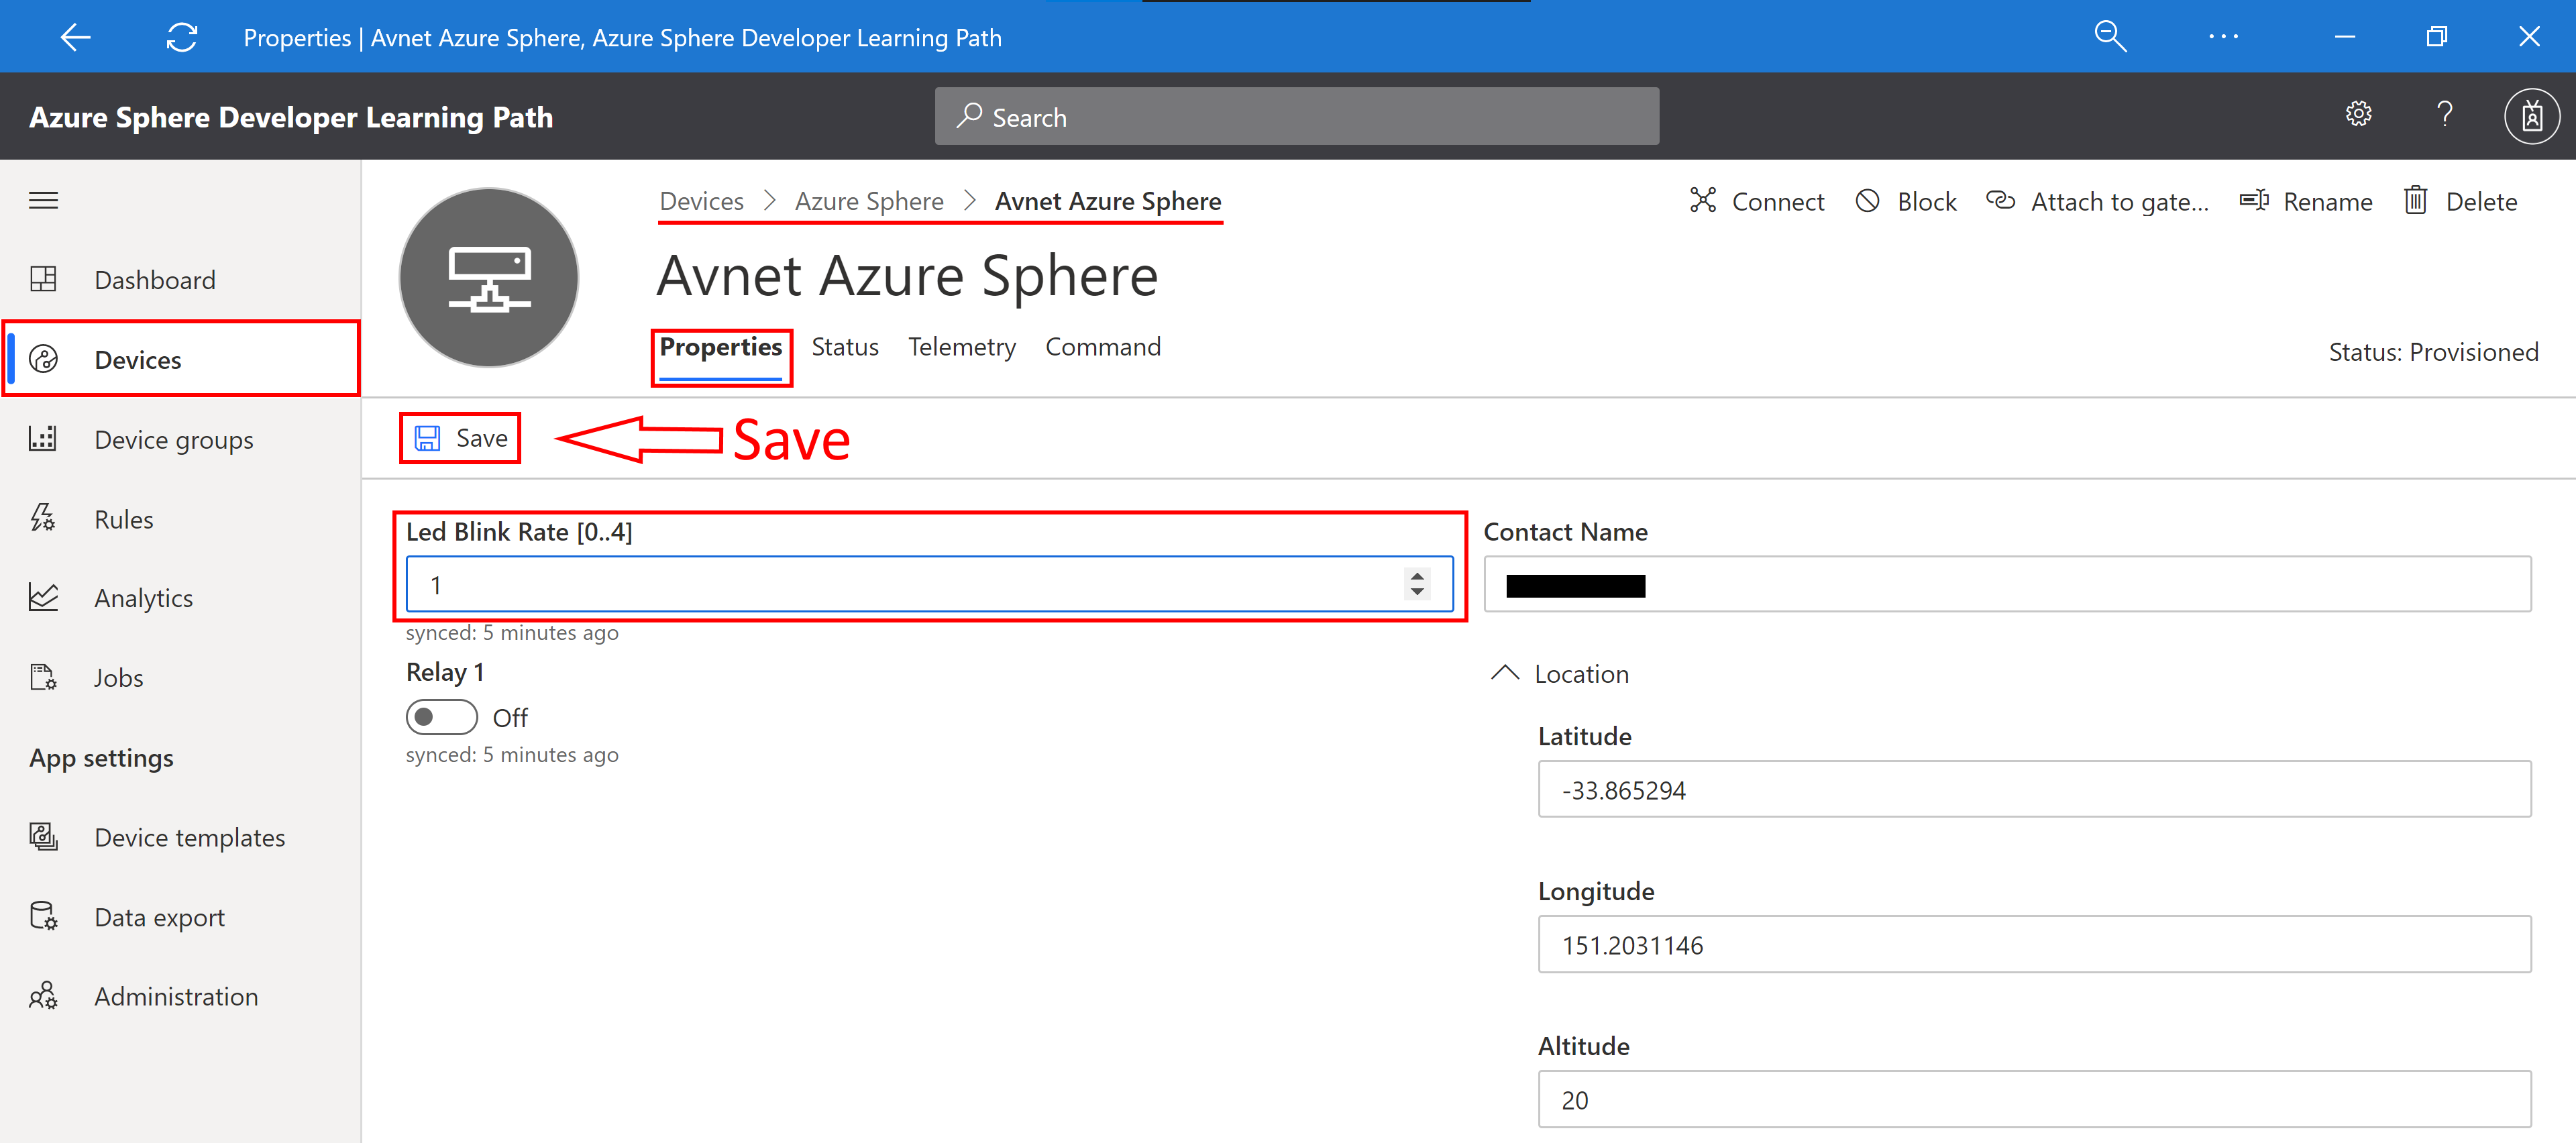 Properties | Avnet Azure Sphere, Azure Sphere Developer Learning Path
Azure Sphere Developer Learning Path
Search
?
Dashboard
Devices
Device groups
Rules
Analytics
Jobs
App settings
Device templates
Data export
Administration
Devices > Azure Sphere > Avnet Azure Sphere
Connect Block Attach to gate... Rename Delete
Avnet Azure Sphere
Properties Status Telemetry Command
Status: Provisioned
Save
Save
Led Blink Rate [0..4]
1
synced: 5 minutes ago
Relay 1
Off
synced: 5 minutes ago
Contact Name
Location
Latitude
-33.865294
Longitude
151.2031146
Altitude
20